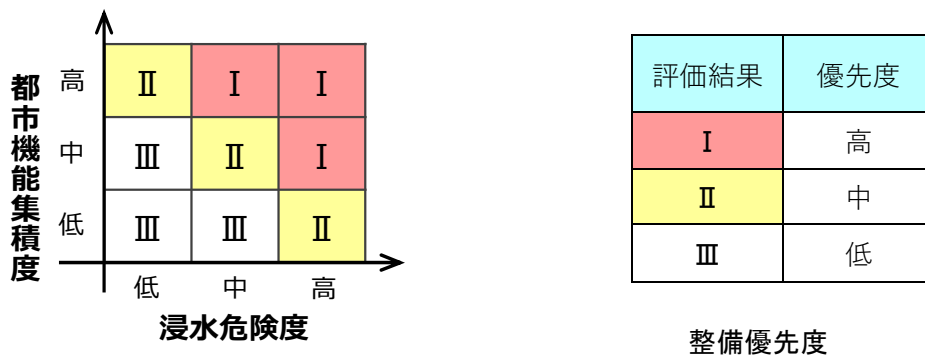 都市機能集積度
高 Ⅱ Ⅰ Ⅰ
中 Ⅲ Ⅱ Ⅰ
低 Ⅲ Ⅲ Ⅱ
低 中 高
浸水危険度
評価結果 優先度
Ⅰ 高
Ⅱ 中
Ⅲ 低
整備優先度